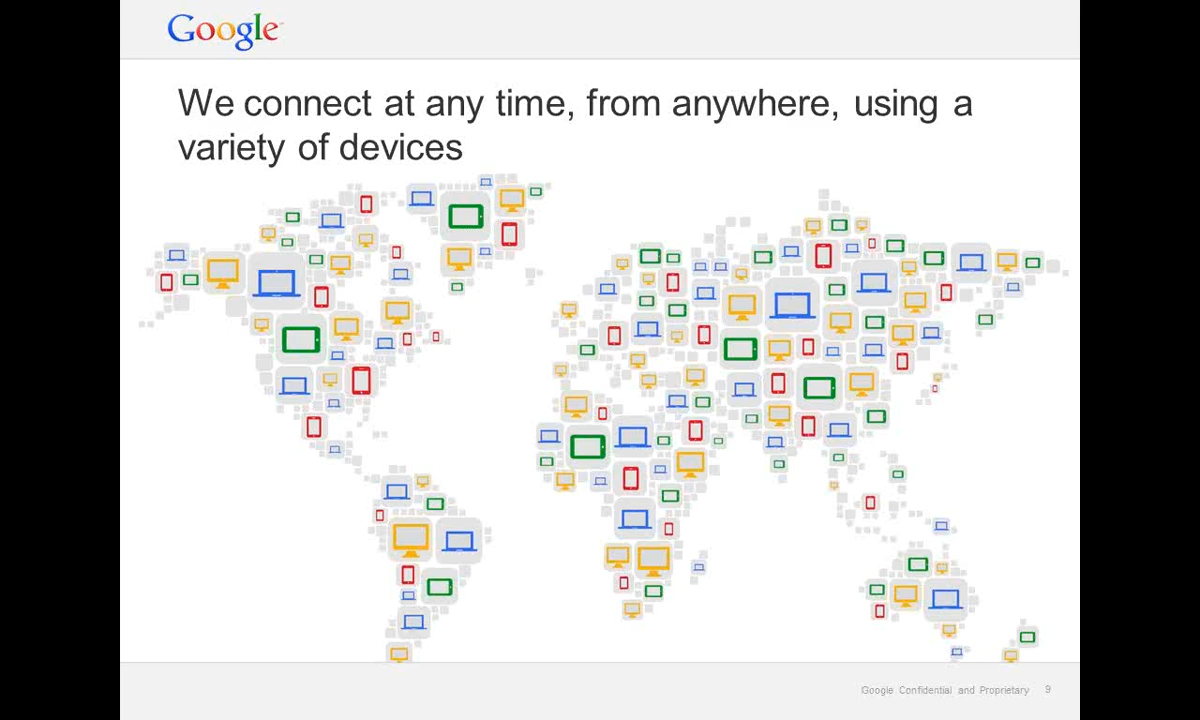 Google
We connect at any time, from anywhere, using a
variety of devices
Google Confidential and Proprietary 9